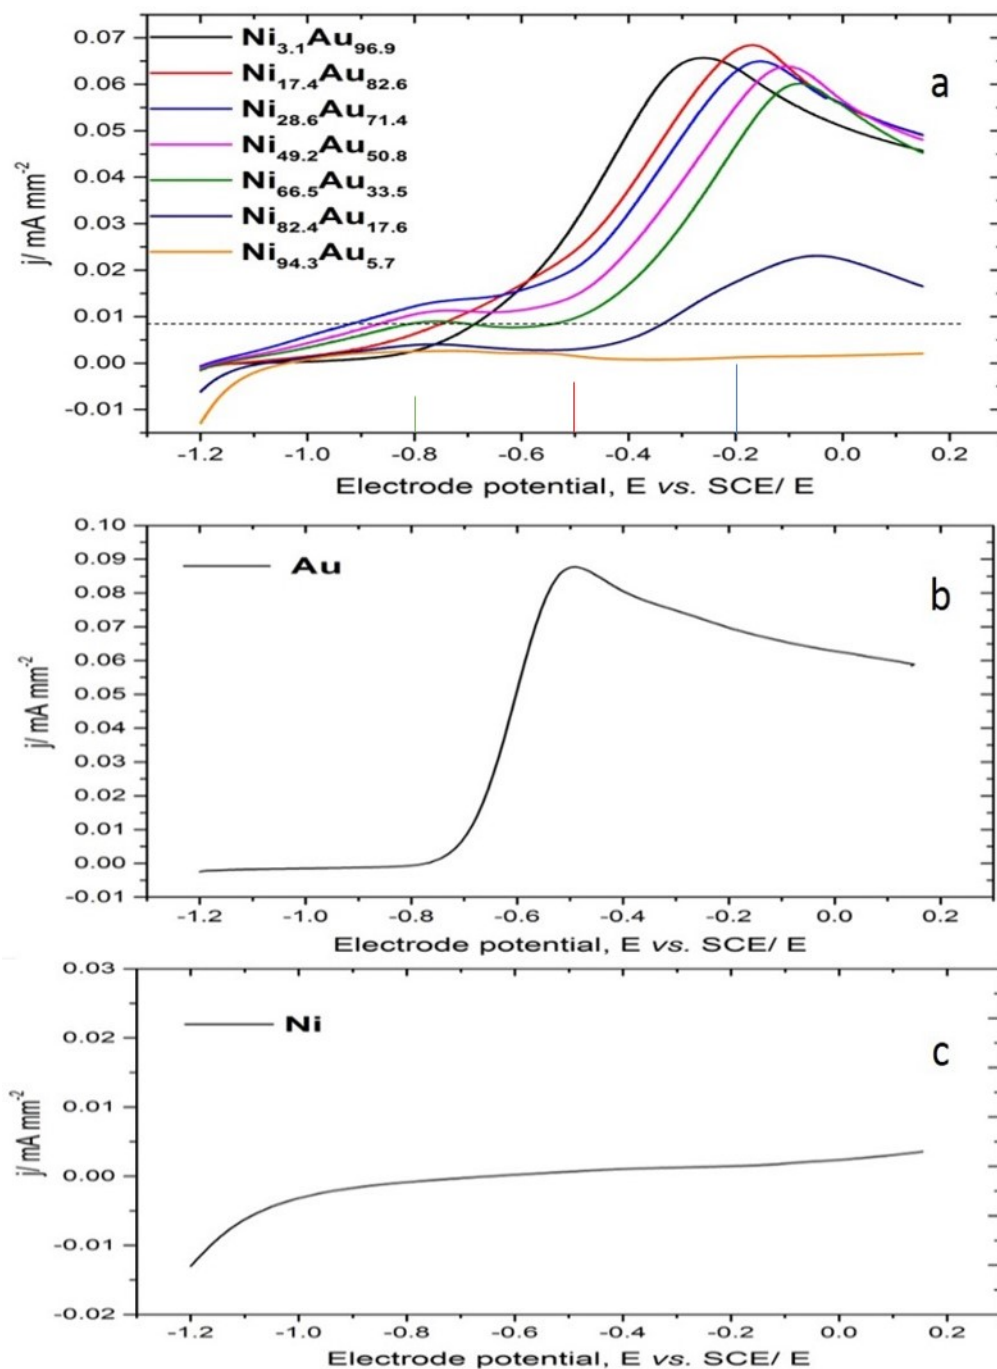 a
0.07
0.06
0.05
0.04
0.03
0.02
0.01
0.00
-0.01
j/ mA mm⁻²
Ni₃.₁Au₉₆.₉
Ni₁₇.₄Au₈₂.₆
Ni₂₈.₆Au₇₁.₄
Ni₄₉.₂Au₅₀.₈
Ni₆₆.₅Au₃₃.₅
Ni₈₂.₄Au₁₇.₆
Ni₉₄.₃Au₅.₇
-1.2 -1.0 -0.8 -0.6 -0.4 -0.2 0.0 0.2
Electrode potential, E vs. SCE/ E
b
0.10
0.09
0.08
0.07
0.06
0.05
0.04
0.03
0.02
0.01
0.00
-0.01
j/ mA mm⁻²
Au
-1.2 -1.0 -0.8 -0.6 -0.4 -0.2 0.0 0.2
Electrode potential, E vs. SCE/ E
c
0.03
0.02
0.01
0.00
-0.01
-0.02
j/ mA mm⁻²
Ni
-1.2 -1.0 -0.8 -0.6 -0.4 -0.2 0.0 0.2
Electrode potential, E vs. SCE/ E